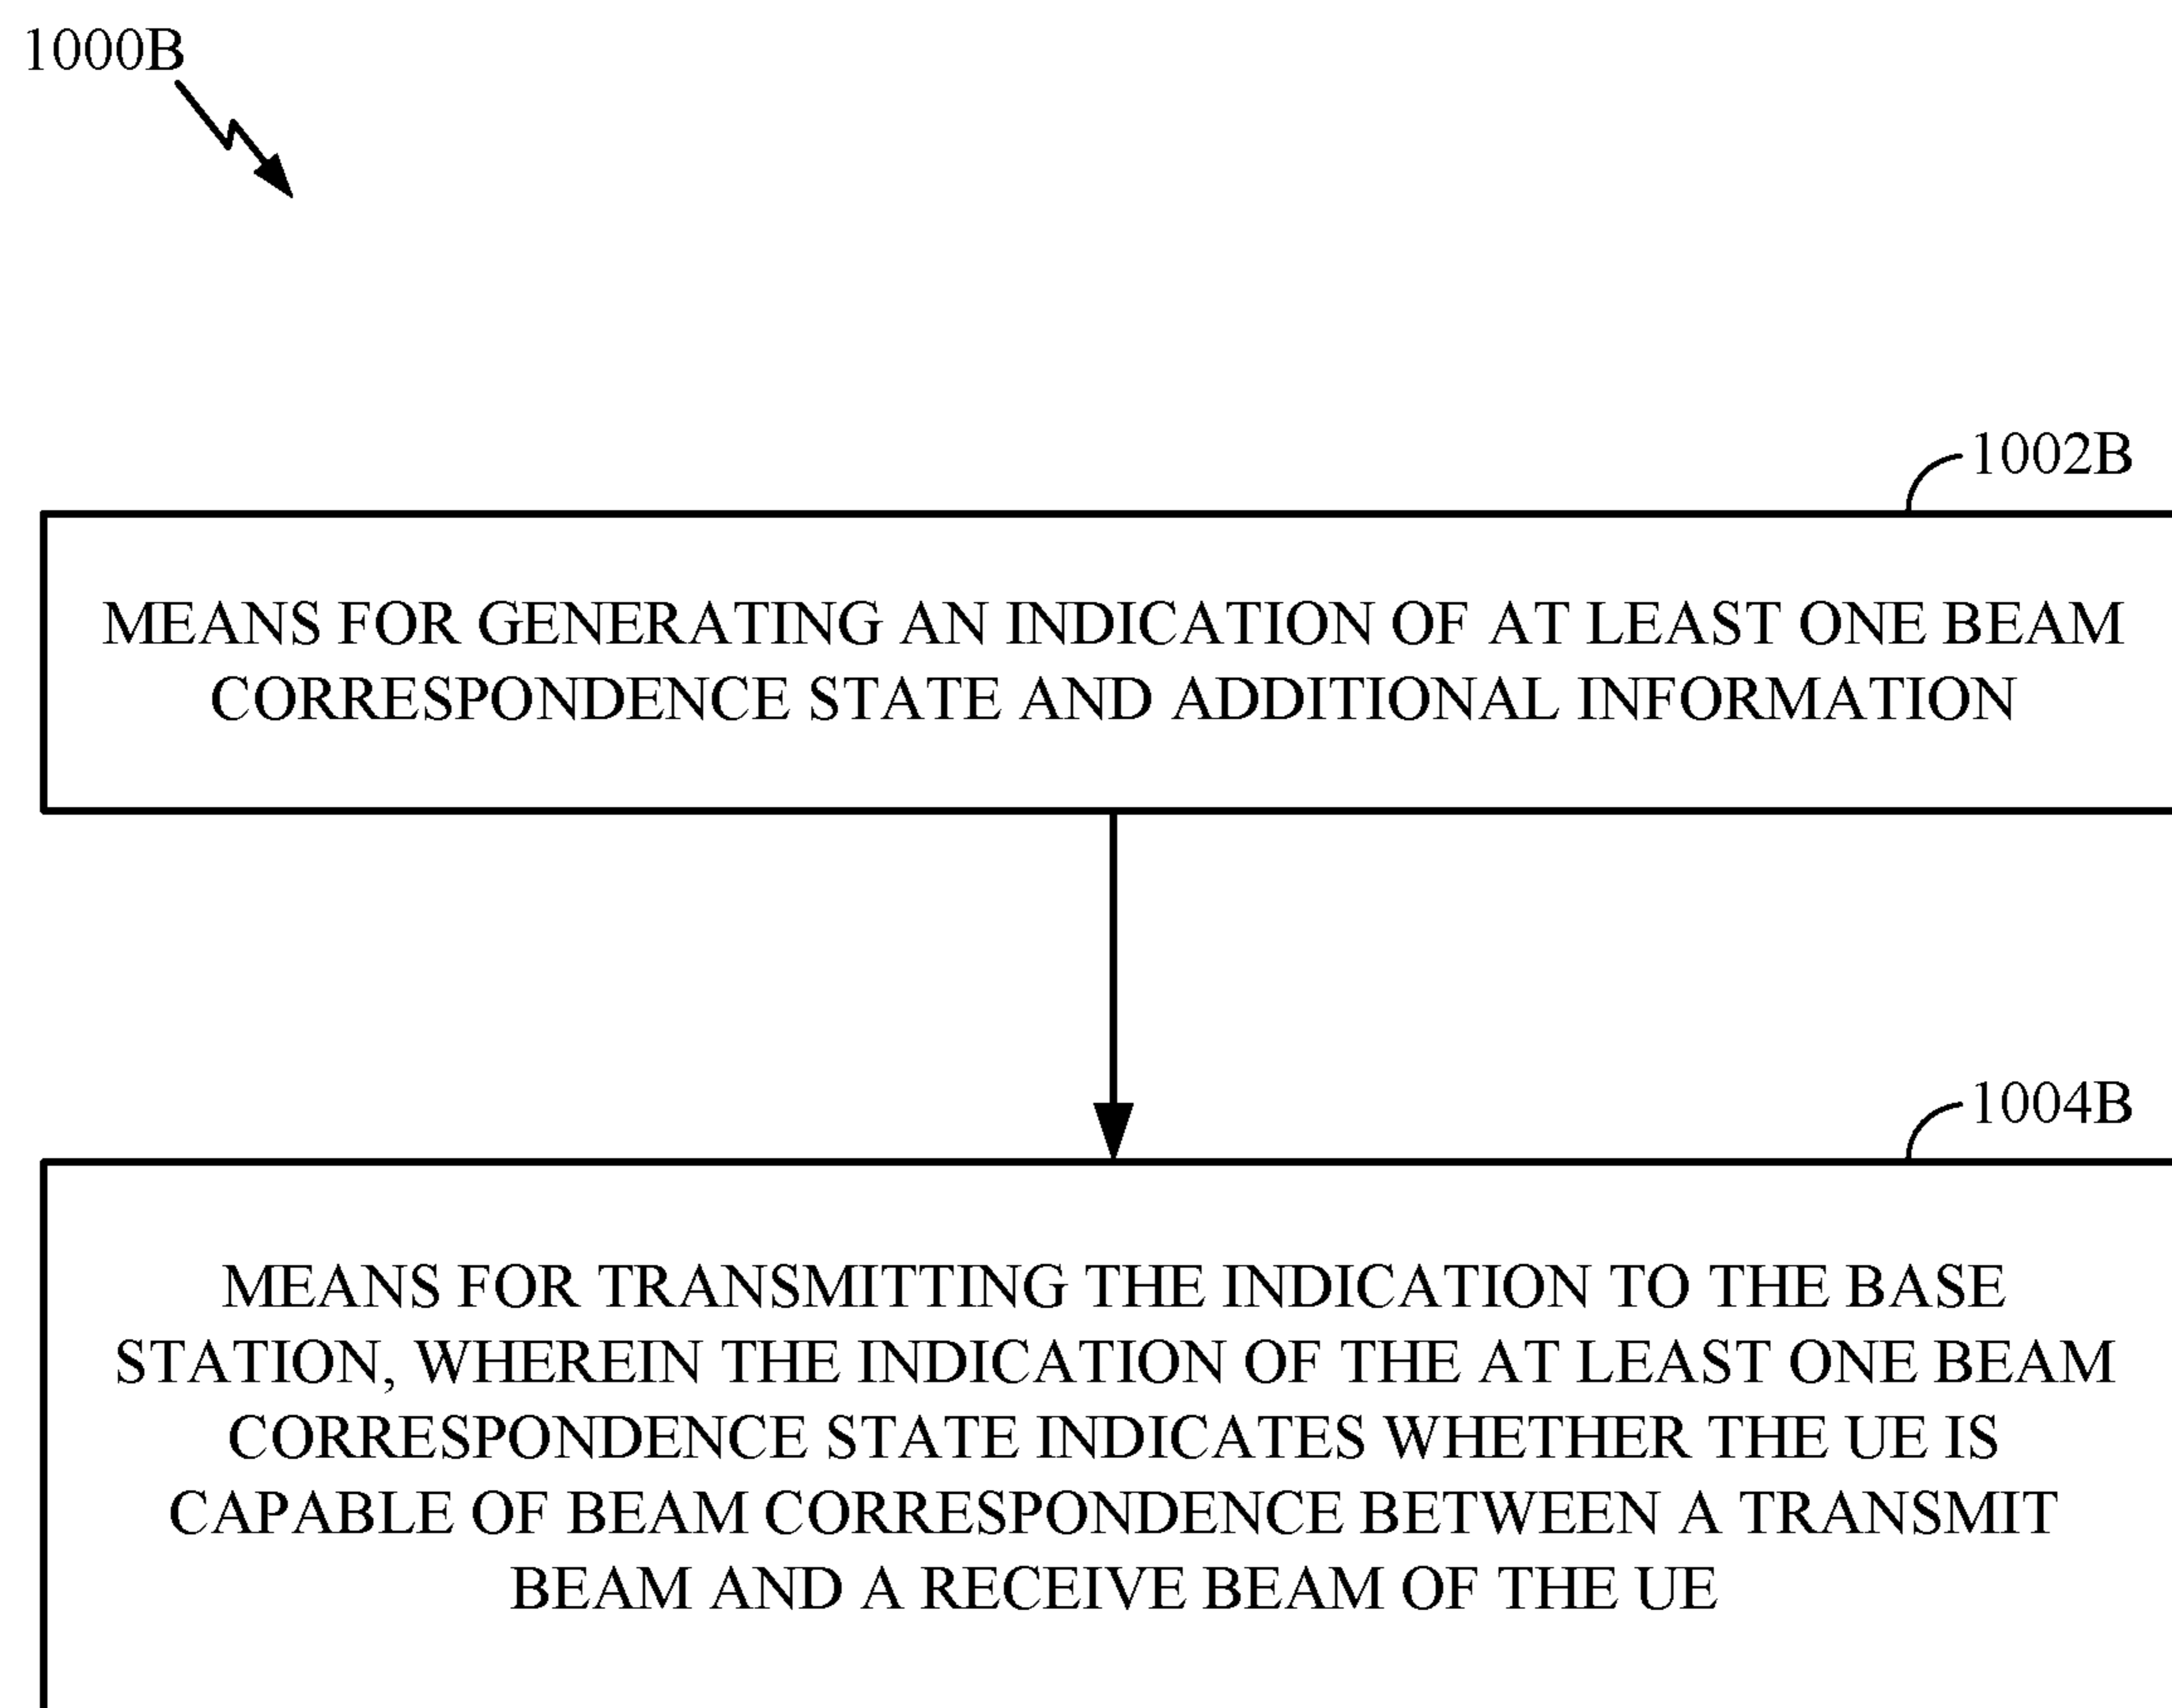 1000B
1002B
MEANS FOR GENERATING AN INDICATION OF AT LEAST ONE BEAM
CORRESPONDENCE STATE AND ADDITIONAL INFORMATION
1004B
MEANS FOR TRANSMITTING THE INDICATION TO THE BASE
STATION, WHEREIN THE INDICATION OF THE AT LEAST ONE BEAM
CORRESPONDENCE STATE INDICATES WHETHER THE UE IS
CAPABLE OF BEAM CORRESPONDENCE BETWEEN A TRANSMIT
BEAM AND A RECEIVE BEAM OF THE UE